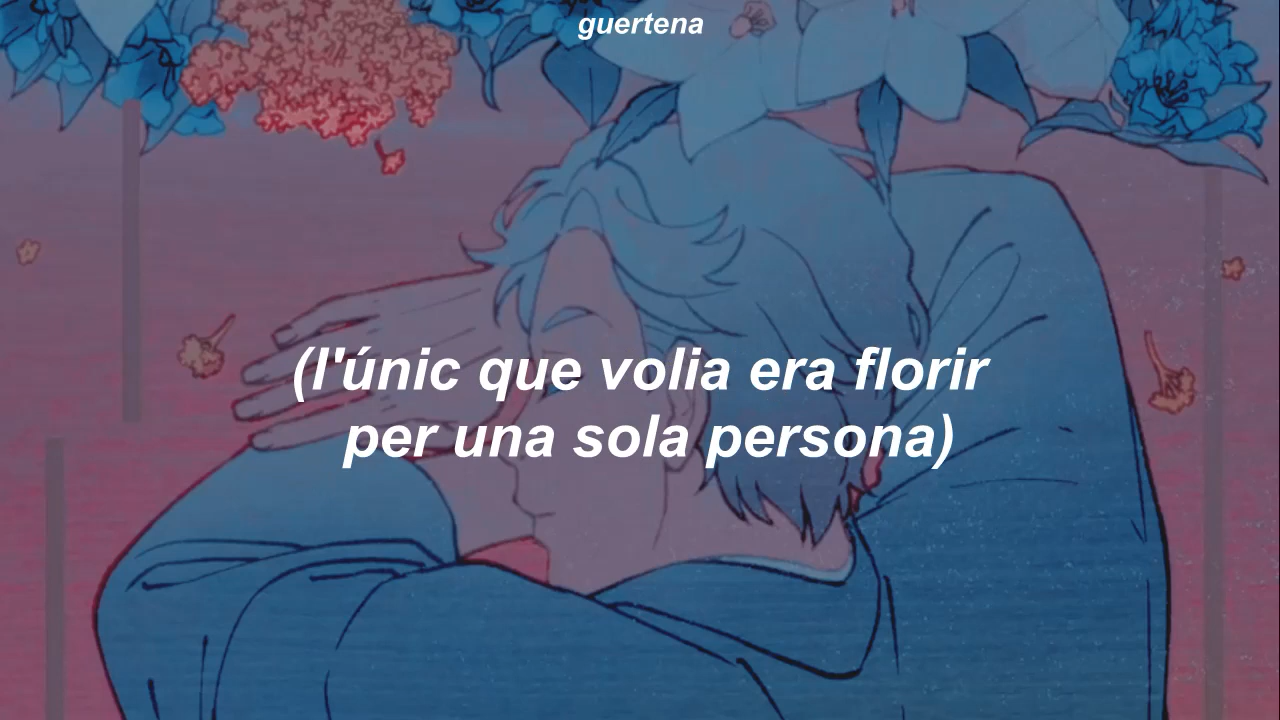 guertena
(l'únic que volia era florir
per una sola persona)